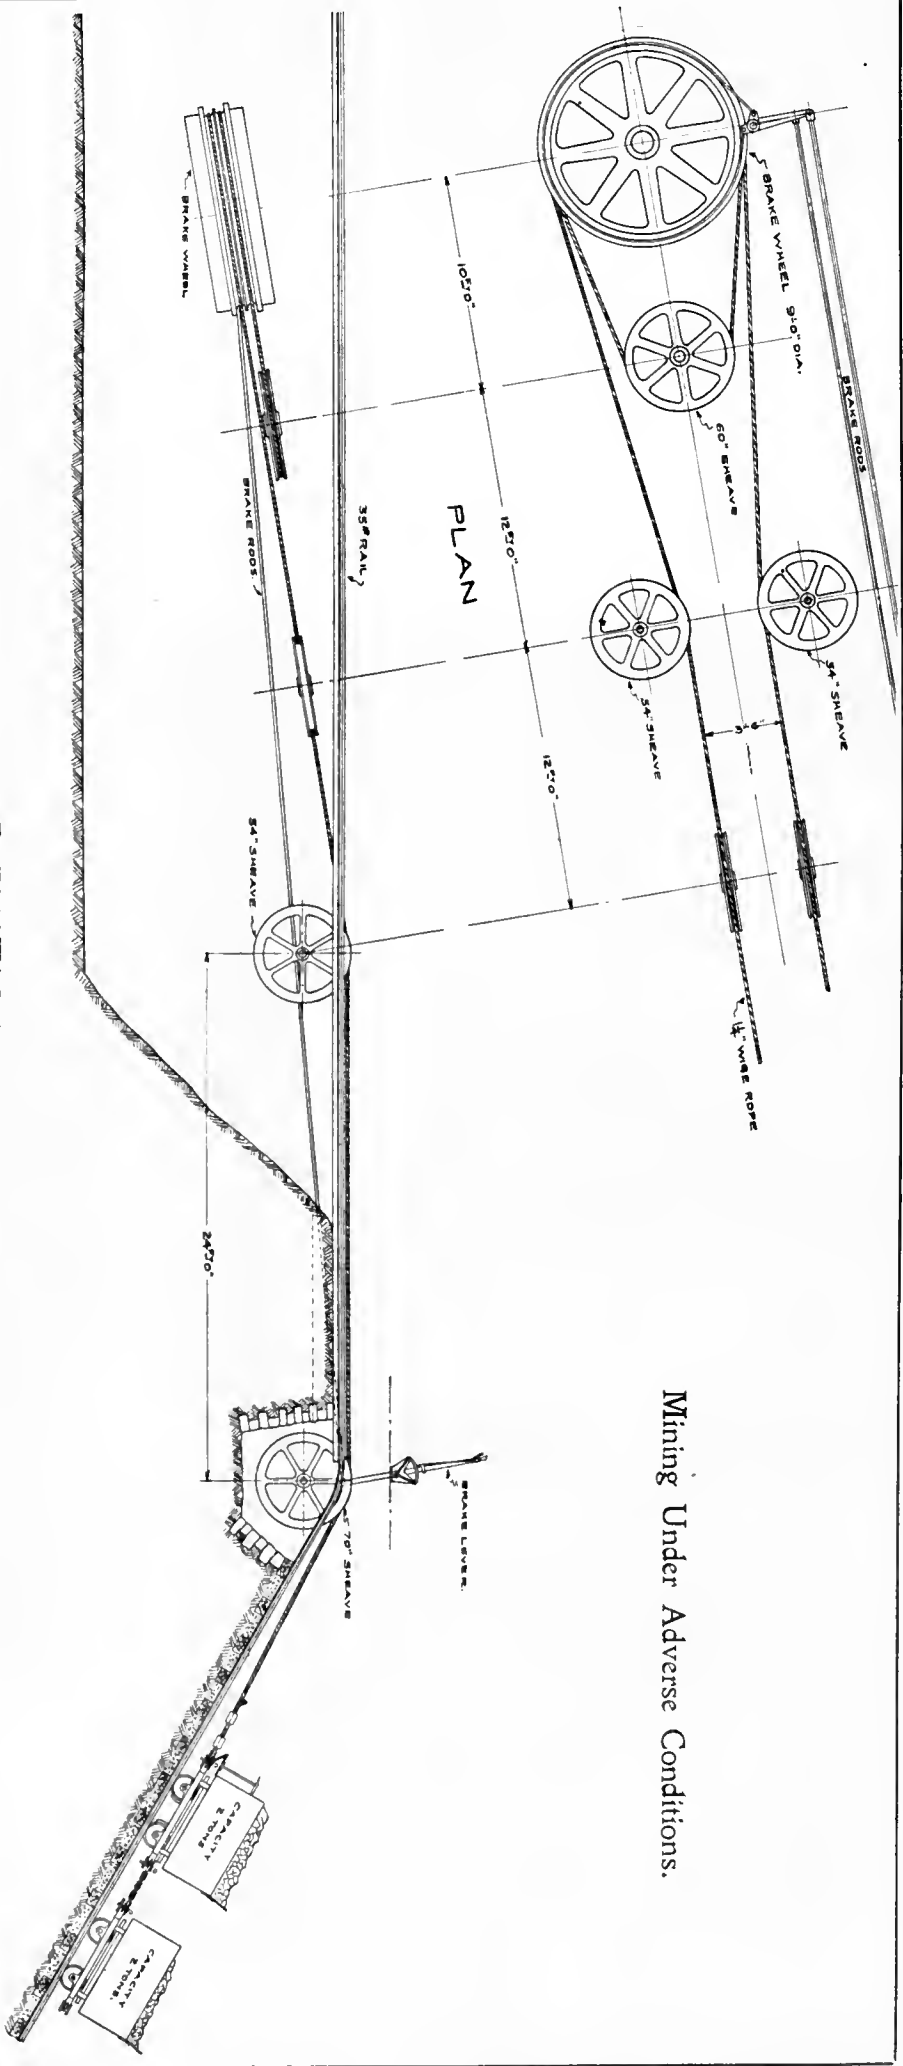 Mining Under Adverse Conditions.
BRAKE RODS
BRAKE WHEEL 9'-0" DIA.
60" SHEAVE
54" SHEAVE
54" SHEAVE
3'-6"
1¼" WIRE ROPE
10'-0"
12'-0"
12'-0"
PLAN
35# RAIL
BRAKE LEVER.
BRAKE WHEEL
BRAKE RODS
54" SHEAVE
70" SHEAVE
24'-0"
CAPACITY
2 TONS
CAPACITY
2 TONS.